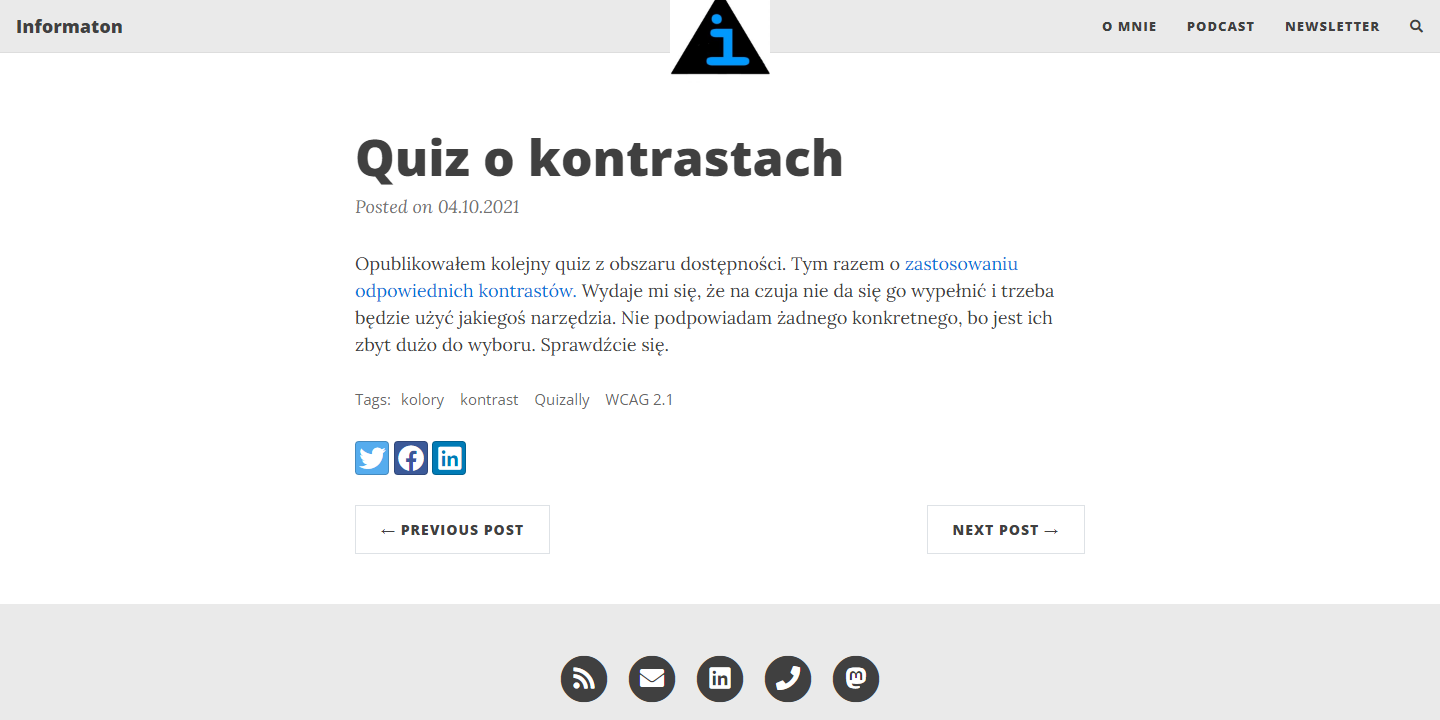 Informaton
O MNIE
PODCAST
NEWSLETTER
i
Quiz o kontrastach
Posted on 04.10.2021
Opublikowałem kolejny quiz z obszaru dostępności. Tym razem o zastosowaniu
odpowiednich kontrastów. Wydaje mi się, że na czuja nie da się go wypełnić i trzeba
będzie użyć jakiegoś narzędzia. Nie podpowiadam żadnego konkretnego, bo jest ich
zbyt dużo do wyboru. Sprawdźcie się.
Tags: kolory kontrast Quizally WCAG 2.1
← PREVIOUS POST
NEXT POST →